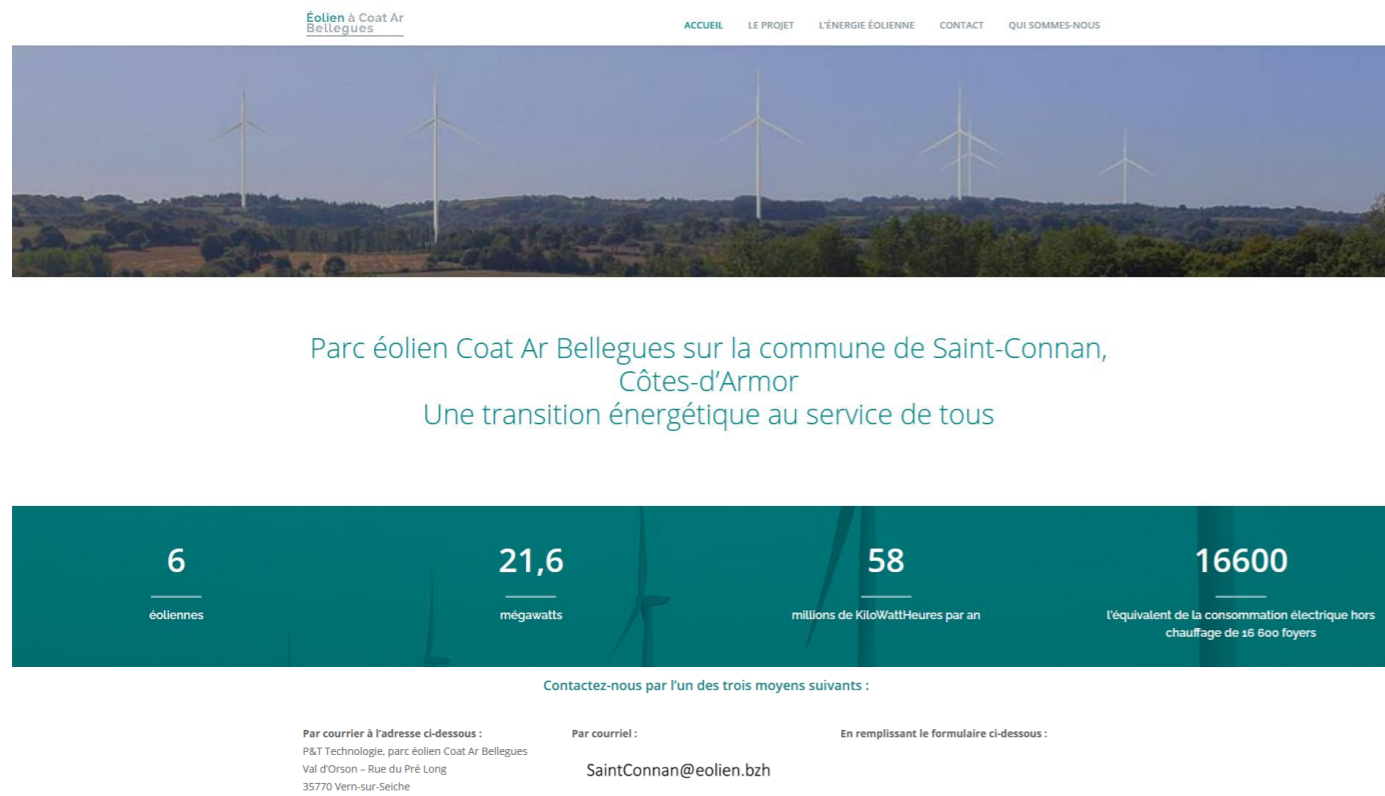 Éolien à Coat Ar
Bellegues
ACCUEIL LE PROJET L'ÉNERGIE ÉOLIENNE CONTACT QUI SOMMES-NOUS
Parc éolien Coat Ar Bellegues sur la commune de Saint-Connan,
Côtes-d’Armor
Une transition énergétique au service de tous
6
éoliennes
21,6
mégawatts
58
millions de KiloWattHeures par an
16600
l'équivalent de la consommation électrique hors
chauffage de 16 600 foyers
Contactez-nous par l’un des trois moyens suivants :
Par courrier à l’adresse ci-dessous :
P&T Technologie, parc éolien Coat Ar Bellegues
Val d’Orson – Rue du Pré Long
35770 Vern-sur-Seiche
Par courriel :
SaintConnan@eolien.bzh
En remplissant le formulaire ci-dessous :